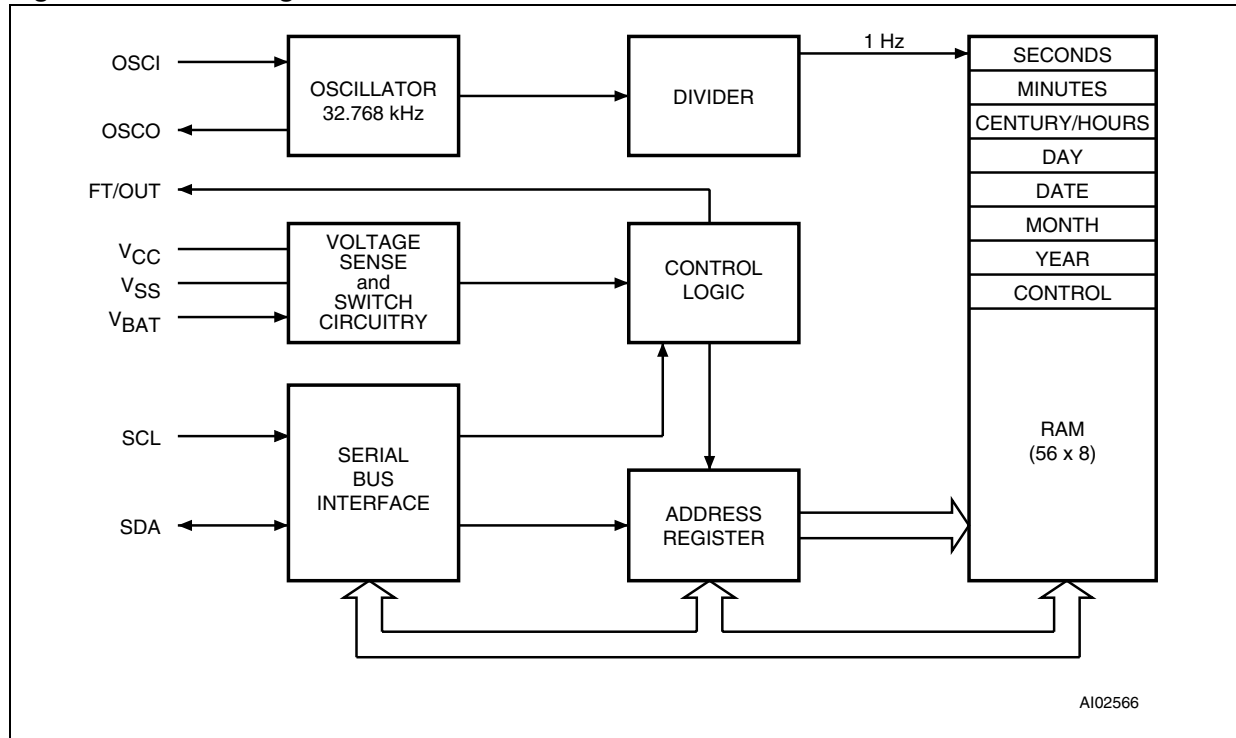 1 Hz
OSCI
OSCO
OSCILLATOR
32.768 kHz
DIVIDER
SECONDS
MINUTES
CENTURY/HOURS
DAY
DATE
MONTH
YEAR
CONTROL
RAM
(56 x 8)
FT/OUT
VCC
VSS
VBAT
VOLTAGE
SENSE
and
SWITCH
CIRCUITRY
CONTROL
LOGIC
SCL
SDA
SERIAL
BUS
INTERFACE
ADDRESS
REGISTER
AI02566